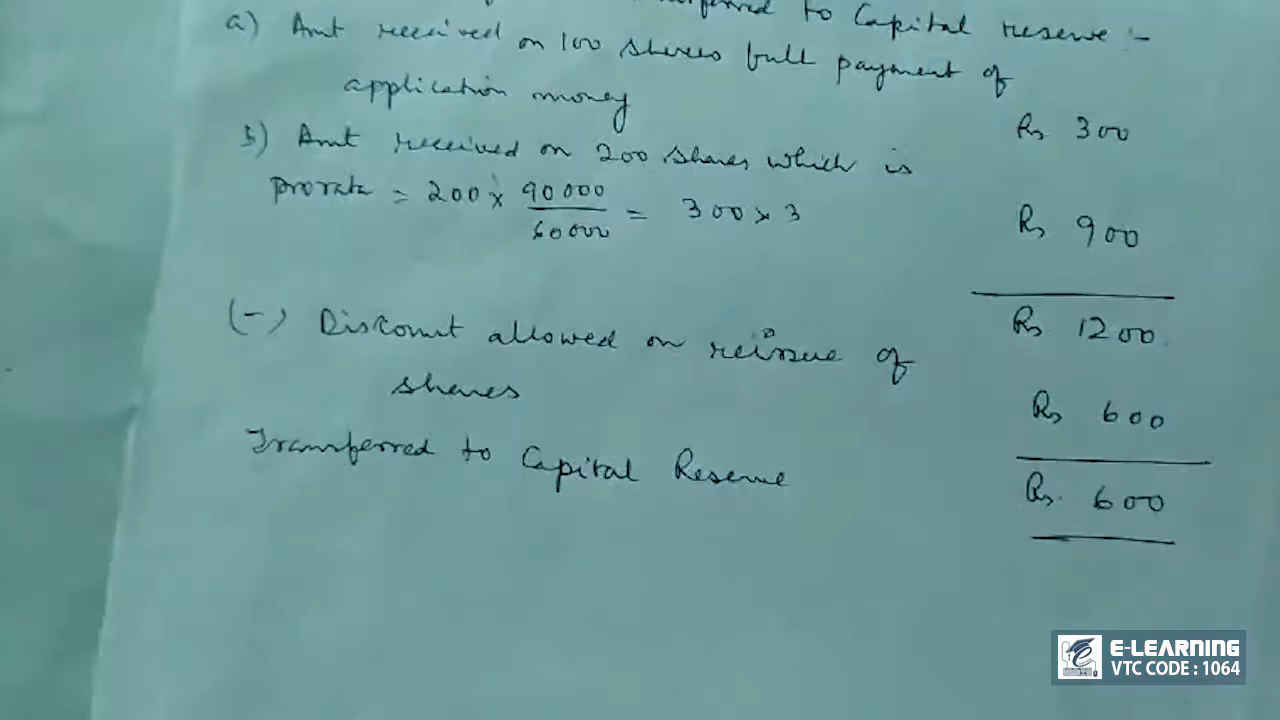 to Capital reserve :-
a) Amt received on 100 shares full payment of
application money
Rs 300
b) Amt received on 200 shares which is
prorata = 200 x 90000 / 60000 = 300 x 3
Rs 900
Rs 1200
(-) Discount allowed on reissue of
shares
Rs 600
Transferred to Capital Reserve
Rs. 600
E-LEARNING
VTC CODE : 1064